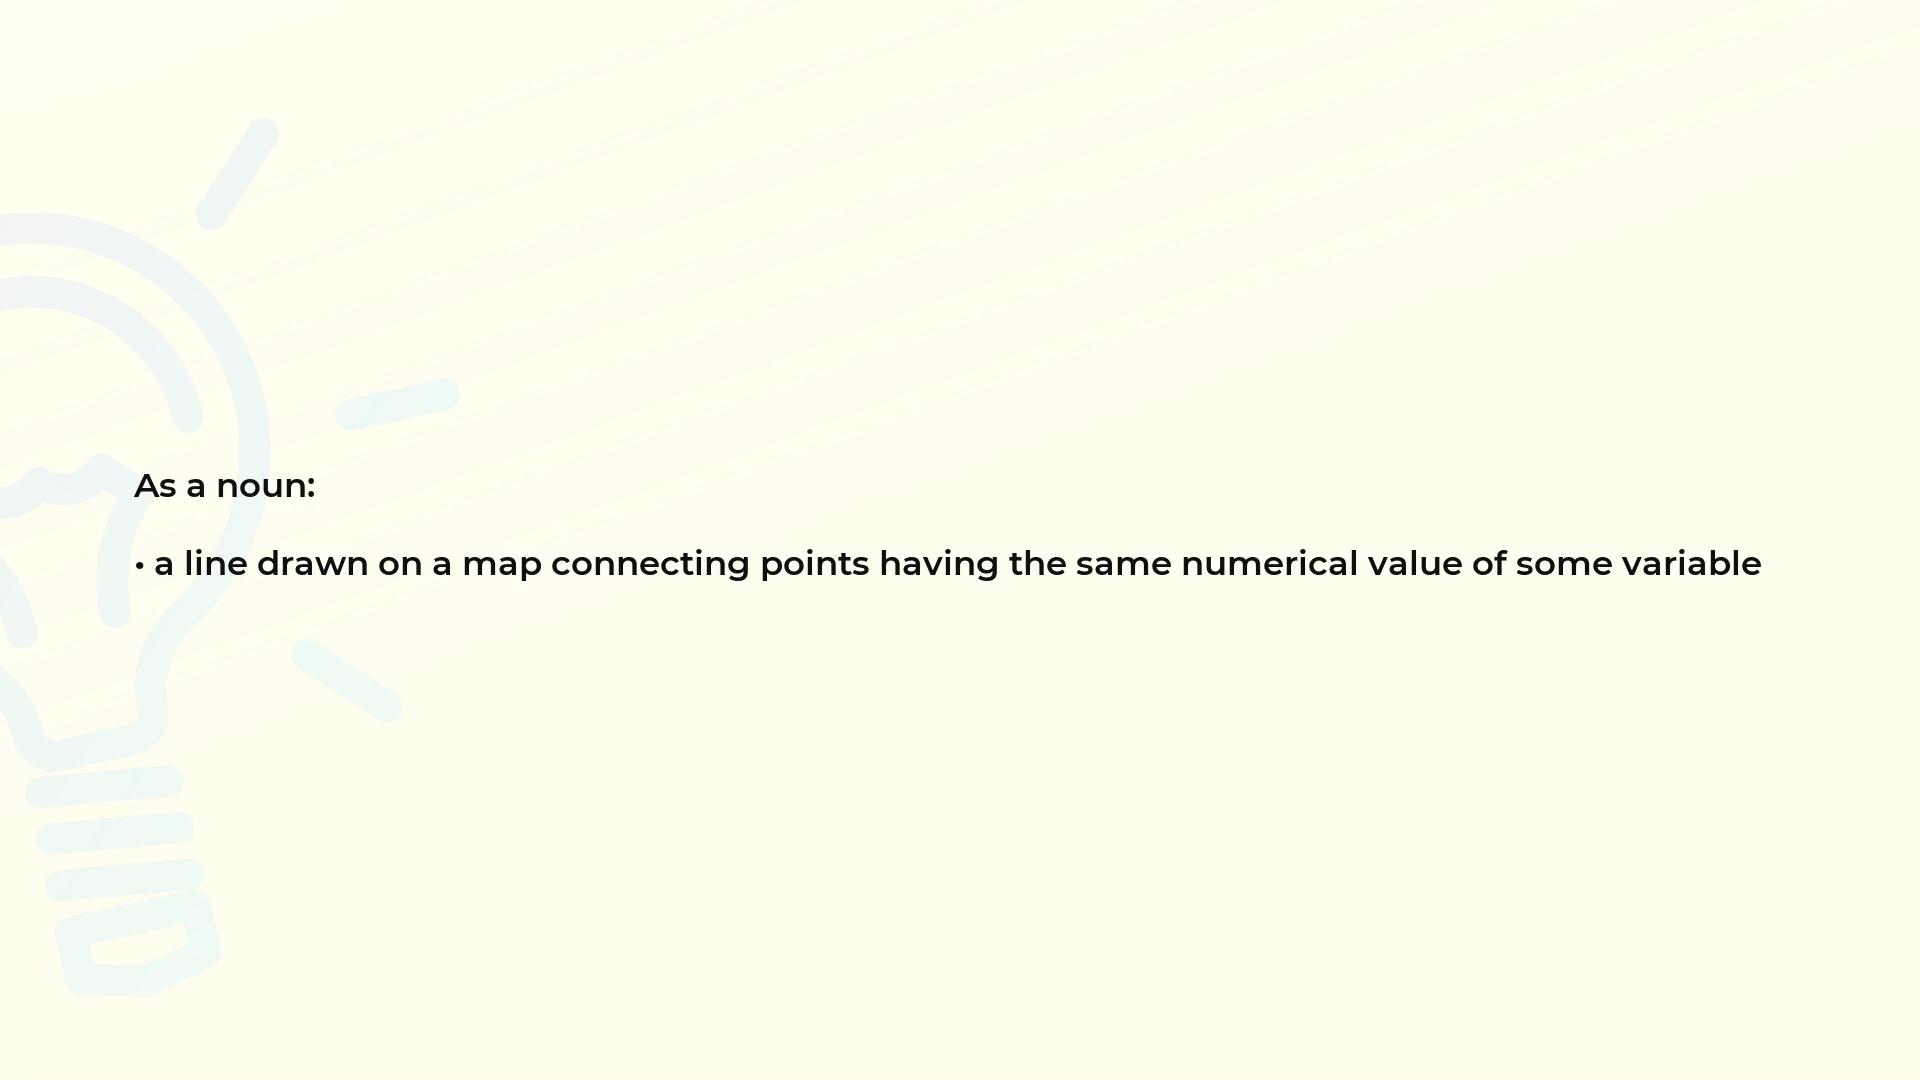 As a noun:
• a line drawn on a map connecting points having the same numerical value of some variable